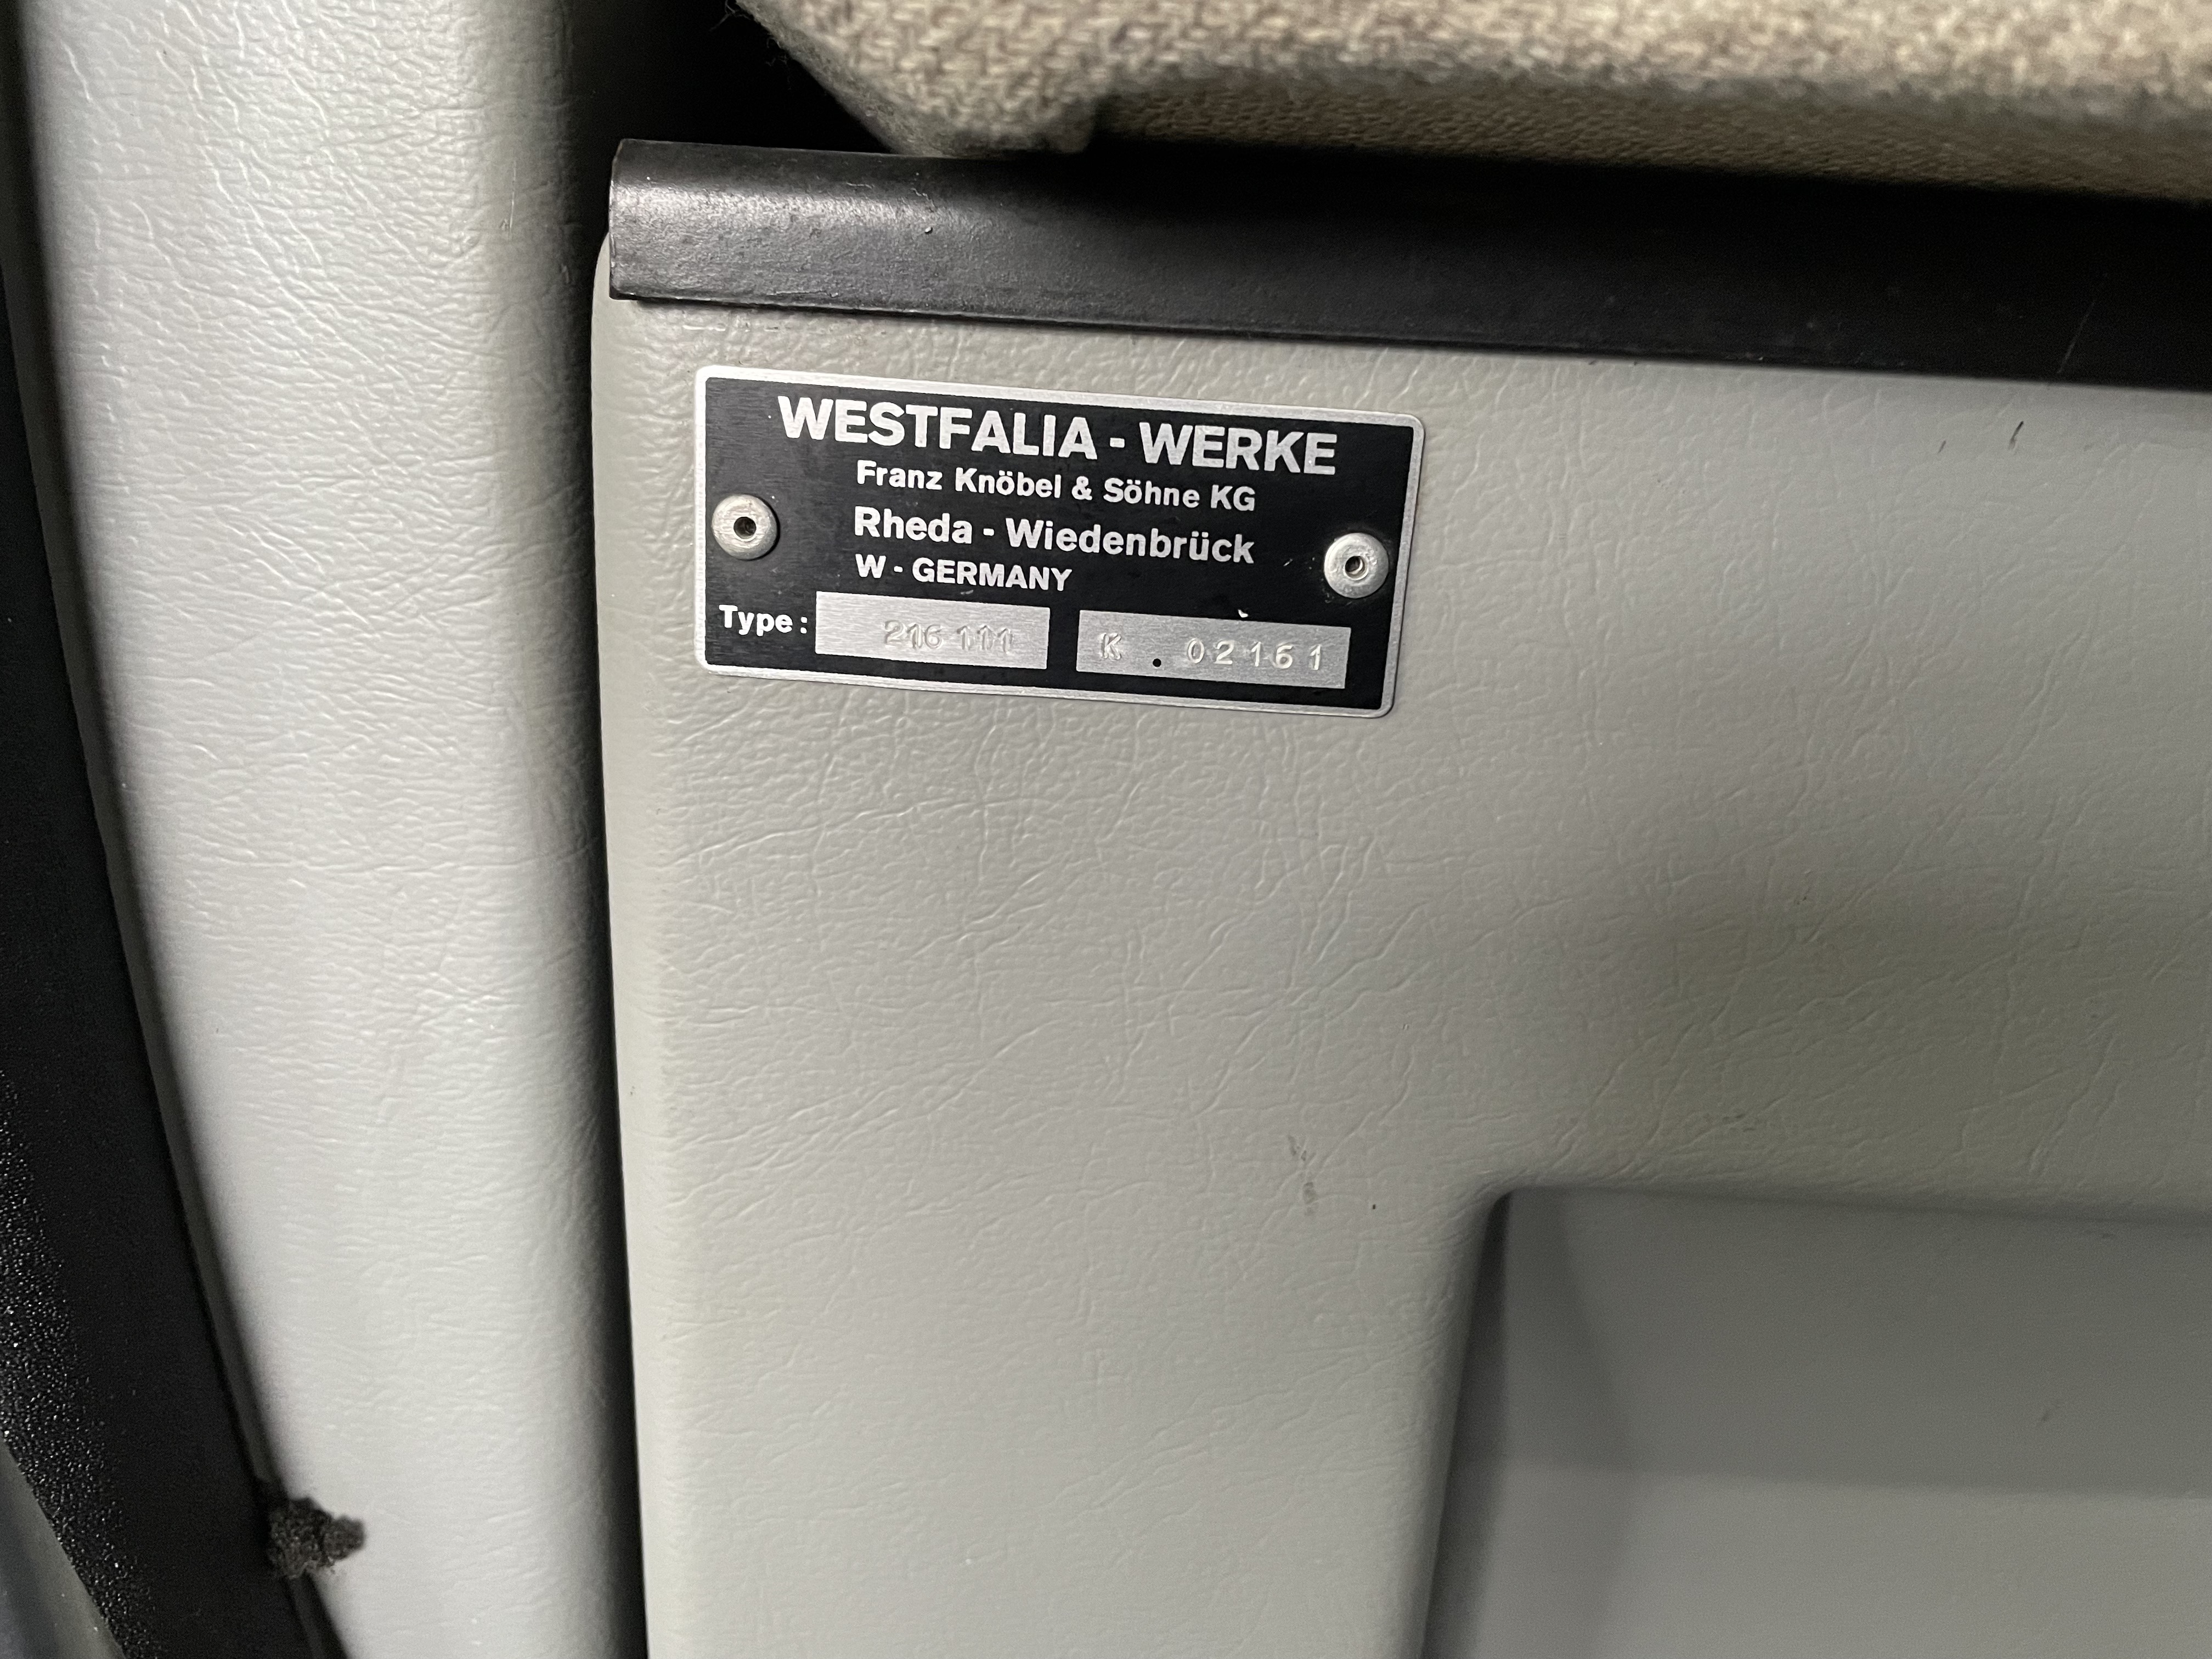 WESTFALIA - WERKE
Franz Knöbel & Söhne KG
Rheda - Wiedenbrück
W - GERMANY
Type: 216 111 K . 02161